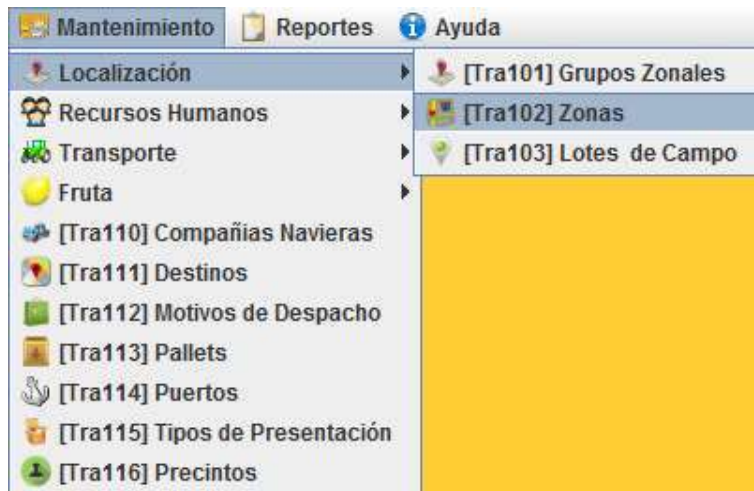 Mantenimiento Reportes Ayuda
Localización
Recursos Humanos
Transporte
Fruta
[Tra110] Compañias Navieras
[Tra111] Destinos
[Tra112] Motivos de Despacho
[Tra113] Pallets
[Tra114] Puertos
[Tra115] Tipos de Presentación
[Tra116] Precintos
[Tra101] Grupos Zonales
[Tra102] Zonas
[Tra103] Lotes de Campo